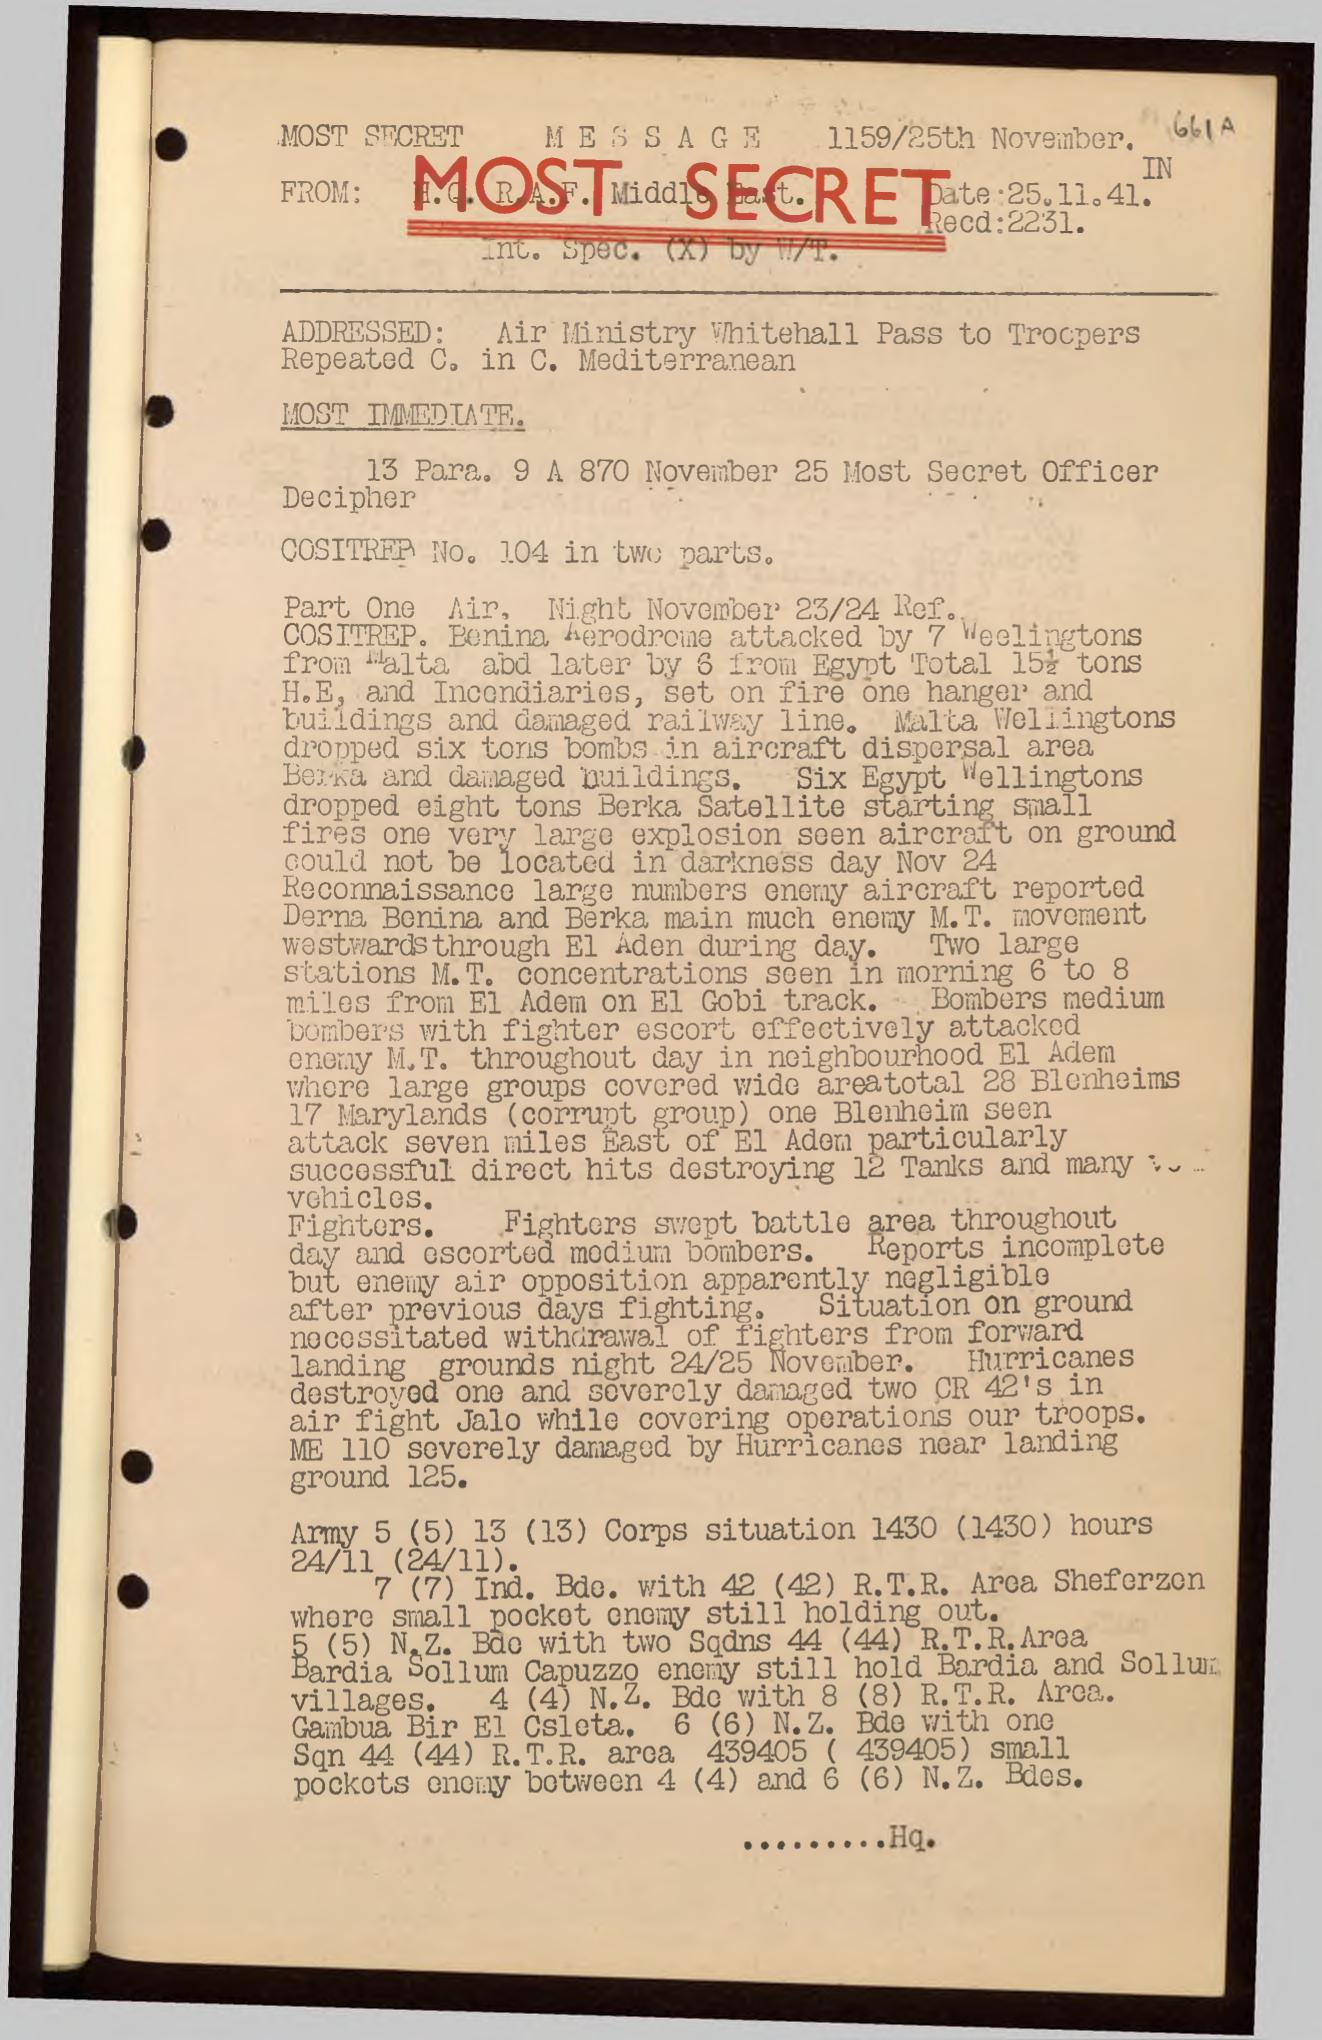 661A
MOST SECRET M E S S A G E 1159/25th November.
IN
MOST SECRET
FROM: H.Q. R.A.F. Middle East. Date:25.11.41.
Recd:2231.
Int. Spec. (X) by W/T.
ADDRESSED: Air Ministry Whitehall Pass to Troopers
Repeated C. in C. Mediterranean
MOST IMMEDIATE.
13 Para. 9 A 870 November 25 Most Secret Officer
Decipher
COSITREP No. 104 in two parts.
Part One Air, Night November 23/24 Ref.
COSITREP. Benina Aerodrome attacked by 7 Weelingtons
from Malta abd later by 6 from Egypt Total 15½ tons
H.E, and Incendiaries, set on fire one hanger and
buildings and damaged railway line. Malta Wellingtons
dropped six tons bombs in aircraft dispersal area
Berka and damaged buildings. Six Egypt Wellingtons
dropped eight tons Berka Satellite starting small
fires one very large explosion seen aircraft on ground
could not be located in darkness day Nov 24
Reconnaissance large numbers enemy aircraft reported
Derna Benina and Berka main much enemy M.T. movement
westwards through El Aden during day. Two large
stations M.T. concentrations seen in morning 6 to 8
miles from El Adem on El Gobi track. Bombers medium
bombers with fighter escort effectively attacked
enemy M.T. throughout day in neighbourhood El Adem
where large groups covered wide areatotal 28 Blenheims
17 Marylands (corrupt group) one Blenheim seen
attack seven miles East of El Adem particularly
successful direct hits destroying 12 Tanks and many
vehicles.
Fighters. Fighters swept battle area throughout
day and escorted medium bombers. Reports incomplete
but enemy air opposition apparently negligible
after previous days fighting. Situation on ground
necessitated withdrawal of fighters from forward
landing grounds night 24/25 November. Hurricanes
destroyed one and severely damaged two CR 42's in
air fight Jalo while covering operations our troops.
ME 110 severely damaged by Hurricanes near landing
ground 125.
Army 5 (5) 13 (13) Corps situation 1430 (1430) hours
24/11 (24/11).
7 (7) Ind. Bde. with 42 (42) R.T.R. Area Sheferzen
where small pocket enemy still holding out.
5 (5) N.Z. Bde with two Sqdns 44 (44) R.T.R.Area
Bardia Sollum Capuzzo enemy still hold Bardia and Sollum
villages. 4 (4) N.Z. Bde with 8 (8) R.T.R. Area.
Gambua Bir El Csleta. 6 (6) N.Z. Bde with one
Sqn 44 (44) R.T.R. area 439405 ( 439405) small
pockets enemy between 4 (4) and 6 (6) N.Z. Bdes.
.........Hq.